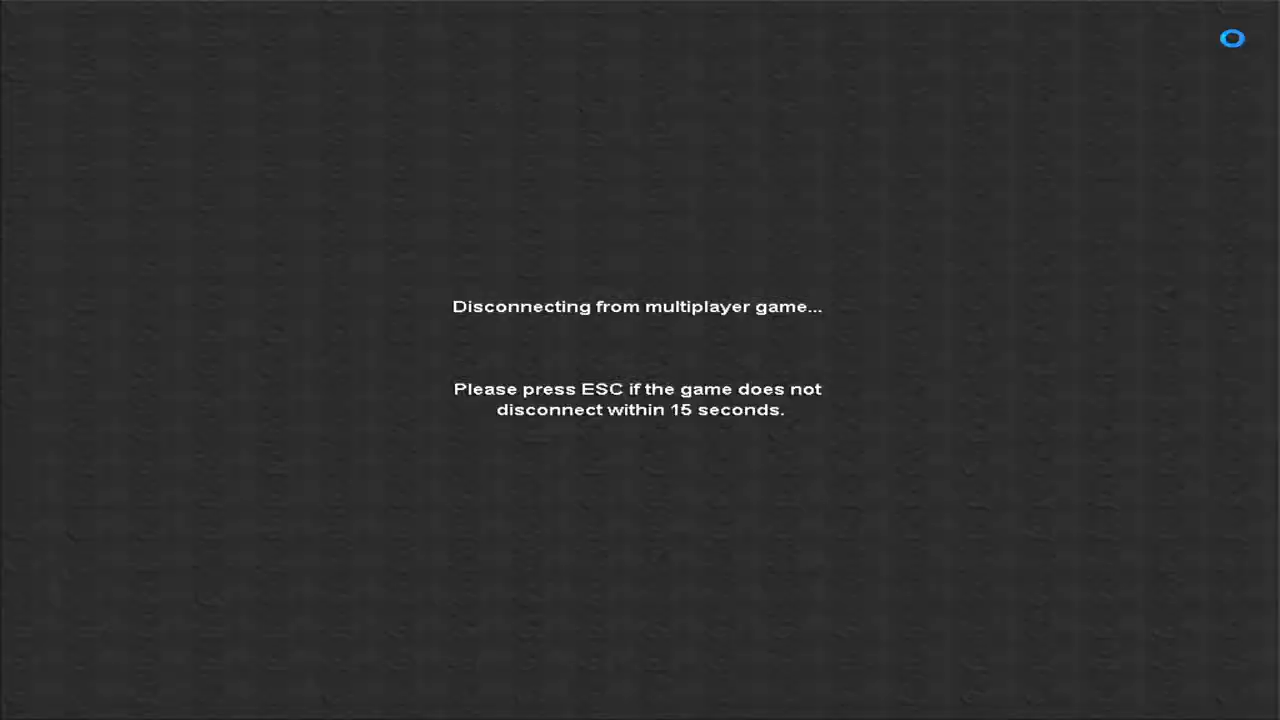 Disconnecting from multiplayer game...
Please press ESC if the game does not
disconnect within 15 seconds.